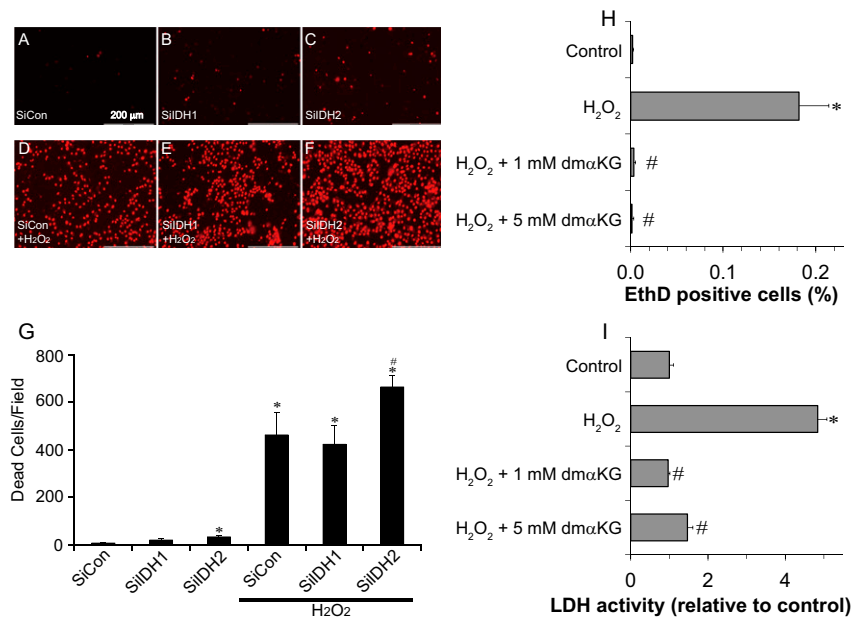 A
B
C
SiCon
200 µm
SiIDH1
SiIDH2
D
E
F
SiCon
+H₂O₂
SiIDH1
+H₂O₂
SiIDH2
+H₂O₂
G
800
600
400
200
0
Dead Cells/Field
*
*
*
#
*
SiCon
SiIDH1
SiIDH2
SiCon
SiIDH1
SiIDH2
H₂O₂
H
Control
H₂O₂
*
H₂O₂ + 1 mM dmαKG
#
H₂O₂ + 5 mM dmαKG
#
0.0 0.1 0.2
EthD positive cells (%)
I
Control
H₂O₂
*
H₂O₂ + 1 mM dmαKG
#
H₂O₂ + 5 mM dmαKG
#
0 2 4
LDH activity (relative to control)